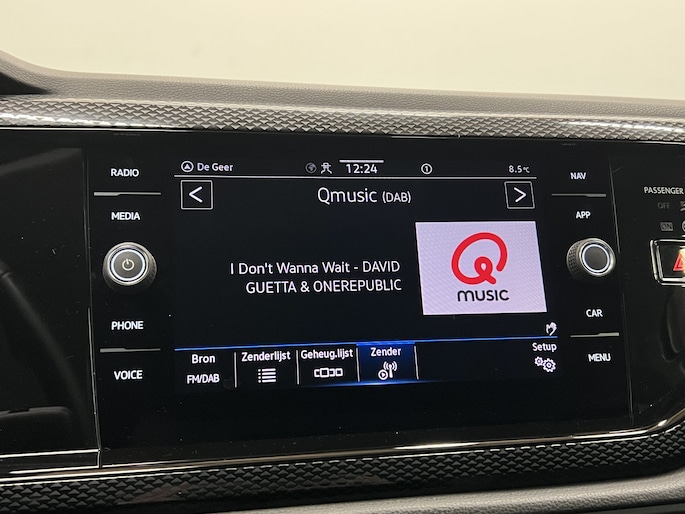 RADIO
MEDIA
PHONE
VOICE
De Geer
12:24
8.5°C
Qmusic (DAB)
I Don't Wanna Wait - DAVID
GUETTA & ONEREPUBLIC
Q
MUSIC
Bron
FM/DAB
Zenderlijst
Geheug.lijst
Zender
Setup
NAV
APP
CAR
MENU
PASSENGER
OFF